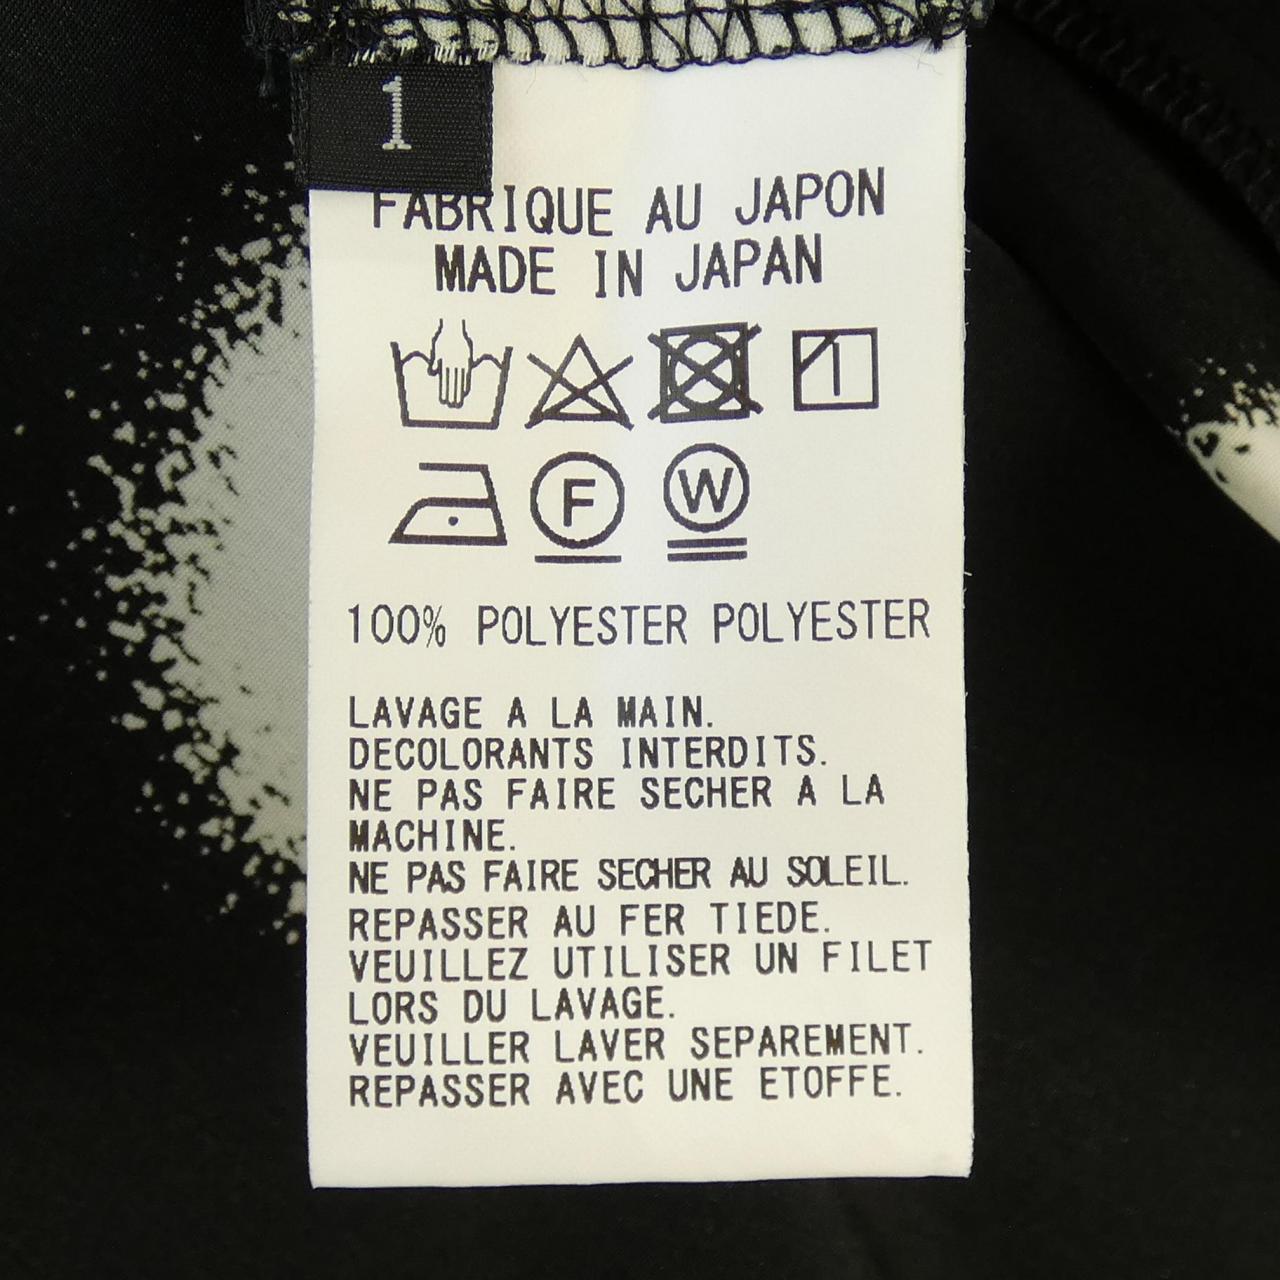 1
FABRIQUE AU JAPON
MADE IN JAPAN
F W
100% POLYESTER POLYESTER
LAVAGE A LA MAIN.
DECOLORANTS INTERDITS.
NE PAS FAIRE SECHER A LA
MACHINE.
NE PAS FAIRE SECHER AU SOLEIL.
REPASSER AU FER TIEDE.
VEUILLEZ UTILISER UN FILET
LORS DU LAVAGE.
VEUILLER LAVER SEPAREMENT.
REPASSER AVEC UNE ETOFFE.